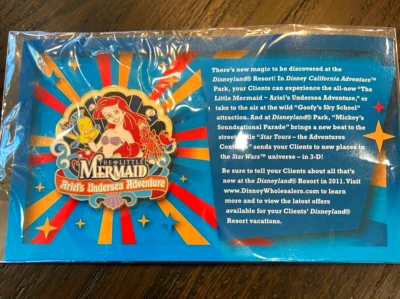 THE LITTLE
MERMAID
Ariel's Undersea Adventure
There's new magic to be discovered at the
Disneyland® Resort! In Disney California Adventure™
Park, your Clients can experience the all-new "The
Little Mermaid ~ Ariel's Undersea Adventure," or
take to the air at the wild "Goofy's Sky School"
attraction. And at Disneyland® Park, "Mickey's
Soundsational Parade" brings a new beat to the
street "Star Tours – the Adventures
sends your Clients to new places in
the Star Wars™ universe – in 3-D!
Be sure to tell your Clients about all that's
new at the Disneyland® Resort in 2011. Visit
www.DisneyWholesalers.com to learn
more and to view the latest offers
available for your Clients' Disneyland®
Resort vacations.